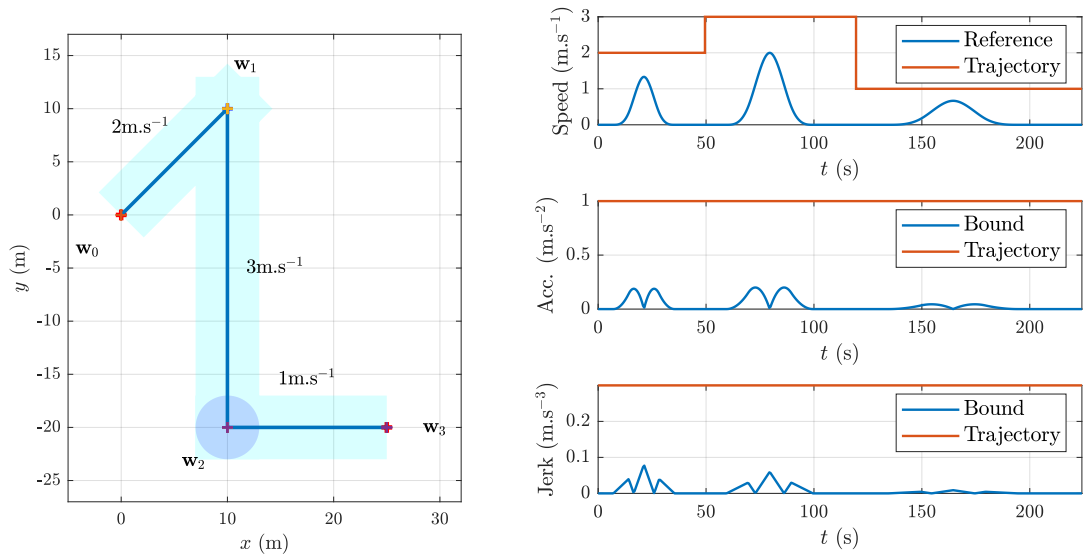 15
10
5
0
-5
-10
-15
-20
-25
y (m)
0
10
20
30
x (m)
w₁
2m.s⁻¹
w₀
3m.s⁻¹
1m.s⁻¹
w₂
w₃
3
2
1
0
Speed (m.s⁻¹)
Reference
Trajectory
0
50
100
150
200
t (s)
1
0.5
0
Acc. (m.s⁻²)
Bound
Trajectory
0
50
100
150
200
t (s)
0.2
0.1
0
Jerk (m.s⁻³)
Bound
Trajectory
0
50
100
150
200
t (s)